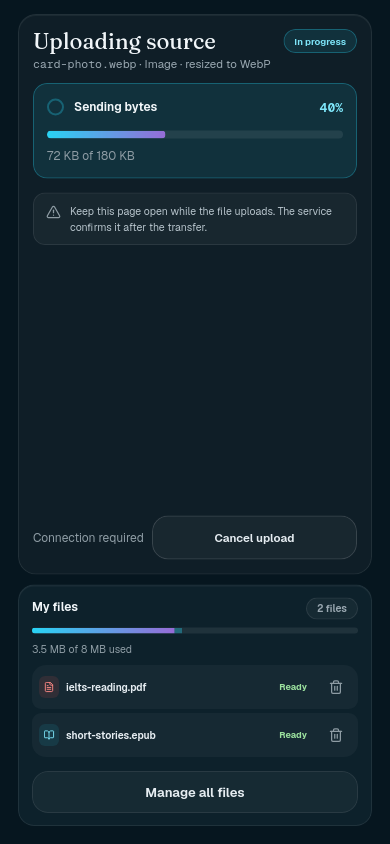 Uploading source
In progress
card-photo.webp · Image · resized to WebP
Sending bytes
40%
72 KB of 180 KB
Keep this page open while the file uploads. The service
confirms it after the transfer.
Connection required
Cancel upload
My files
2 files
3.5 MB of 8 MB used
ielts-reading.pdf
Ready
short-stories.epub
Ready
Manage all files